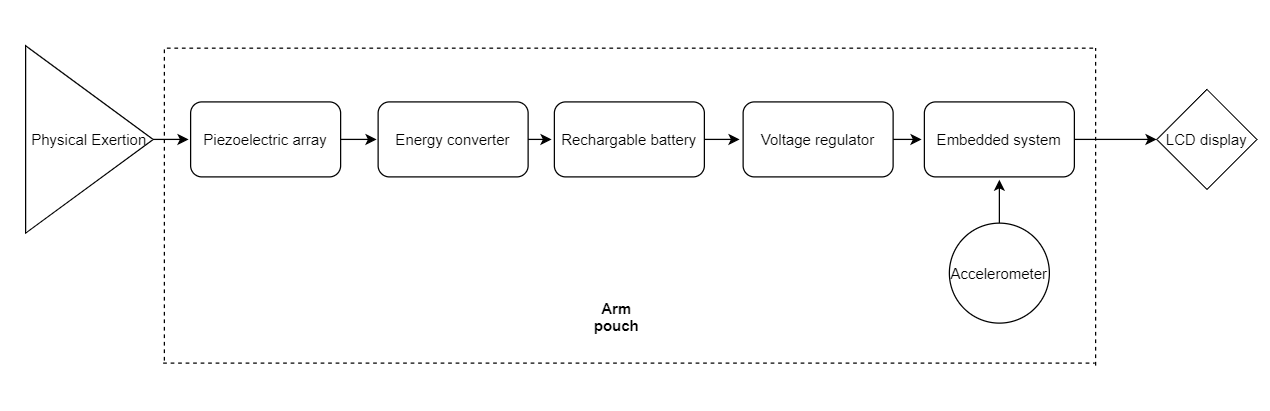 Physical Exertion
Piezoelectric array
Energy converter
Rechargable battery
Voltage regulator
Embedded system
LCD display
Accelerometer
Arm
pouch